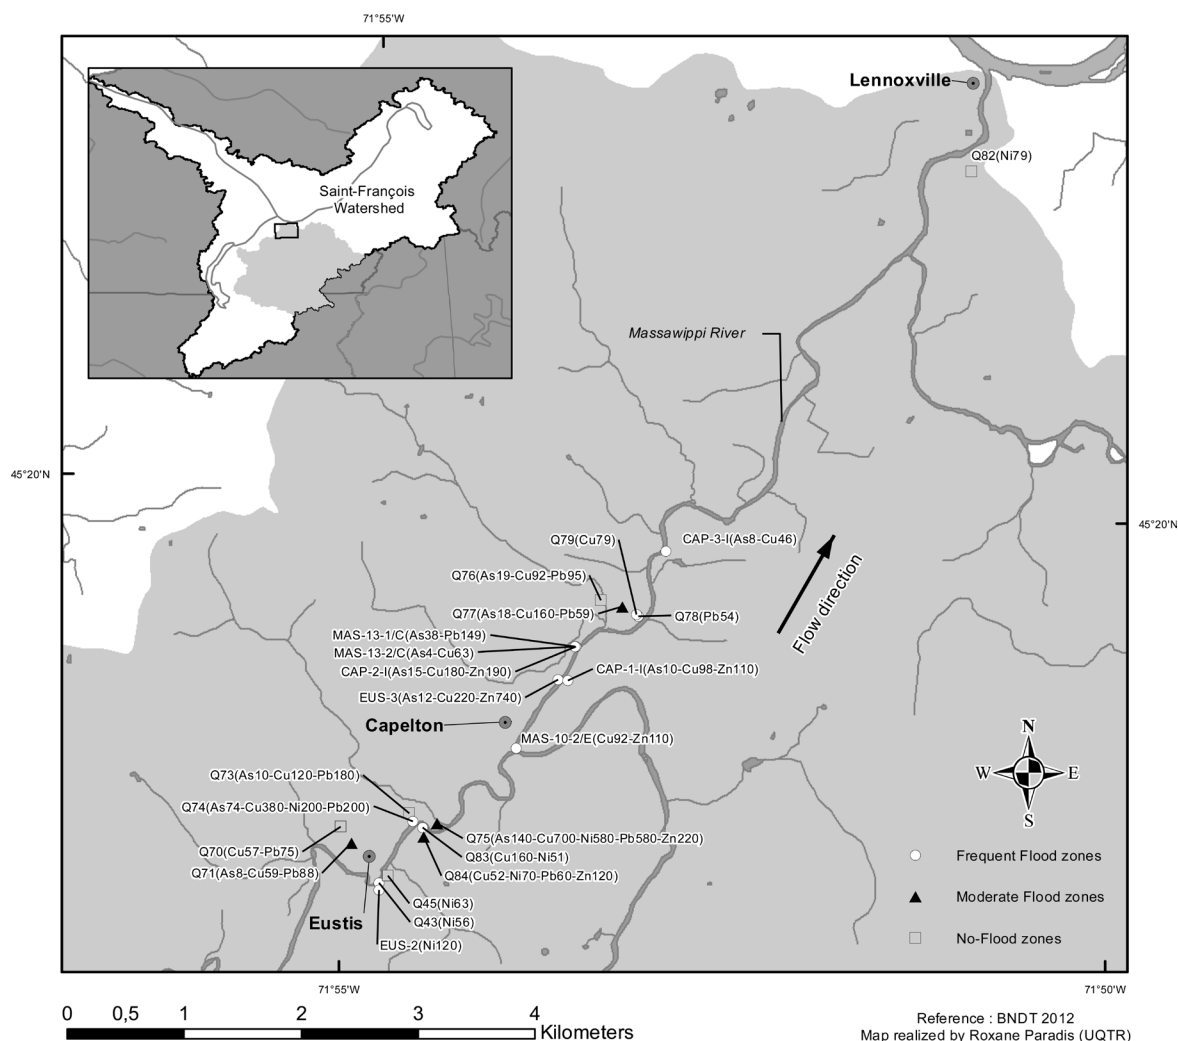 71°55'W
Lennoxville
Q82(Ni79)
Saint-François
Watershed
Massawippi River
45°20'N
45°20'N
Q79(Cu79)
CAP-3-I(As8-Cu46)
Q76(As19-Cu92-Pb95)
Q77(As18-Cu160-Pb59)
Q78(Pb54)
Flow direction
MAS-13-1/C(As38-Pb149)
MAS-13-2/C(As4-Cu63)
CAP-2-I(As15-Cu180-Zn190)
CAP-1-I(As10-Cu98-Zn110)
EUS-3(As12-Cu220-Zn740)
Capelton
MAS-10-2/E(Cu92-Zn110)
N
W
E
S
Q73(As10-Cu120-Pb180)
Q74(As74-Cu380-Ni200-Pb200)
Q75(As140-Cu700-Ni580-Pb580-Zn220)
Q70(Cu57-Pb75)
Q83(Cu160-Ni51)
Q71(As8-Cu59-Pb88)
Q84(Cu52-Ni70-Pb60-Zn120)
Q45(Ni63)
Eustis
Q43(Ni56)
EUS-2(Ni120)
Frequent Flood zones
Moderate Flood zones
No-Flood zones
71°55'W
71°50'W
0 0,5 1 2 3 4
Kilometers
Reference : BNDT 2012
Map realized by Roxane Paradis (UQTR)